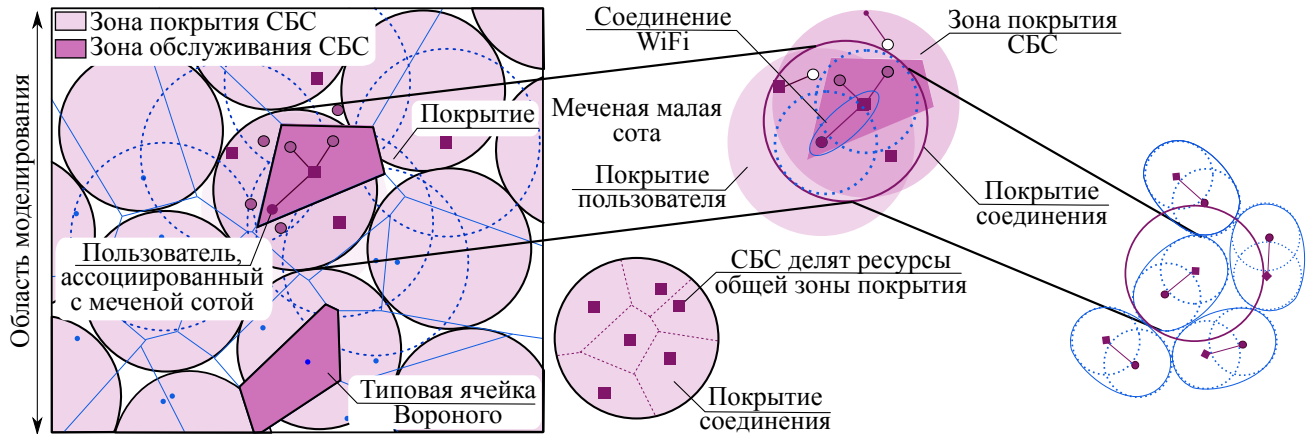 Область моделирования
Зона покрытия СБС
Зона обслуживания СБС
Покрытие
Пользователь,
ассоциированный
с меченой сотой
Типовая ячейка
Вороного
Соединение
WiFi
Зона покрытия
СБС
Меченая малая
сота
Покрытие
пользователя
Покрытие
соединения
СБС делят ресурсы
общей зоны покрытия
Покрытие
соединения